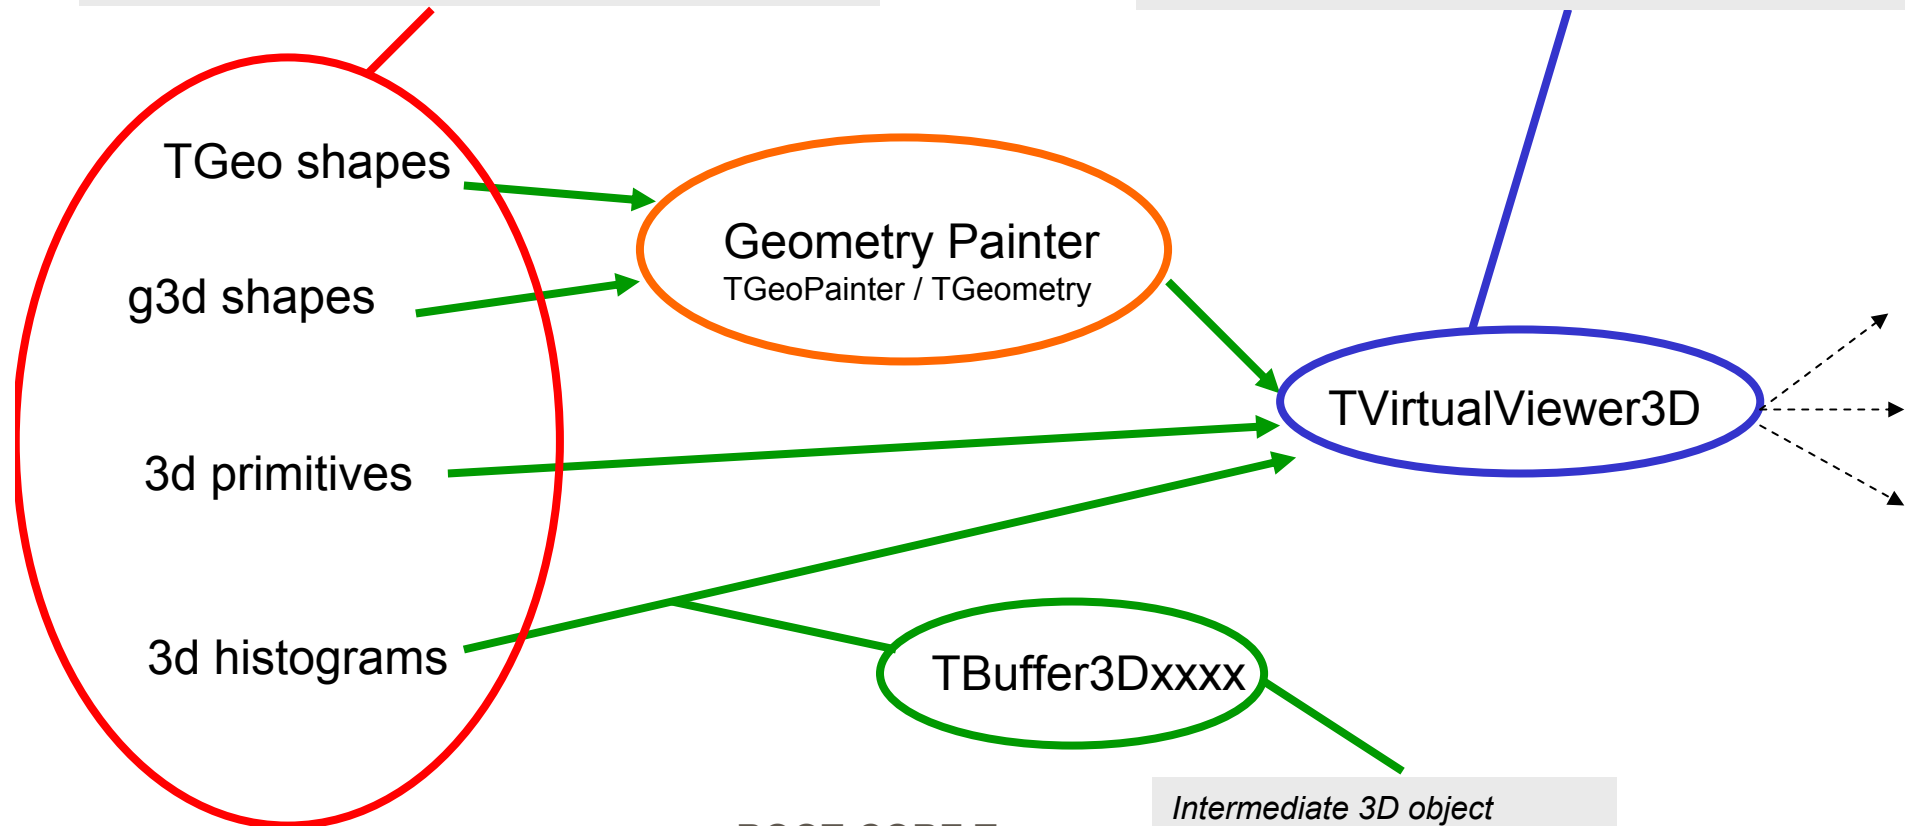 TGeo shapes
Geometry Painter
TGeoPainter / TGeometry
g3d shapes
TVirtualViewer3D
3d primitives
3d histograms
TBuffer3Dxxxx
Intermediate 3D object